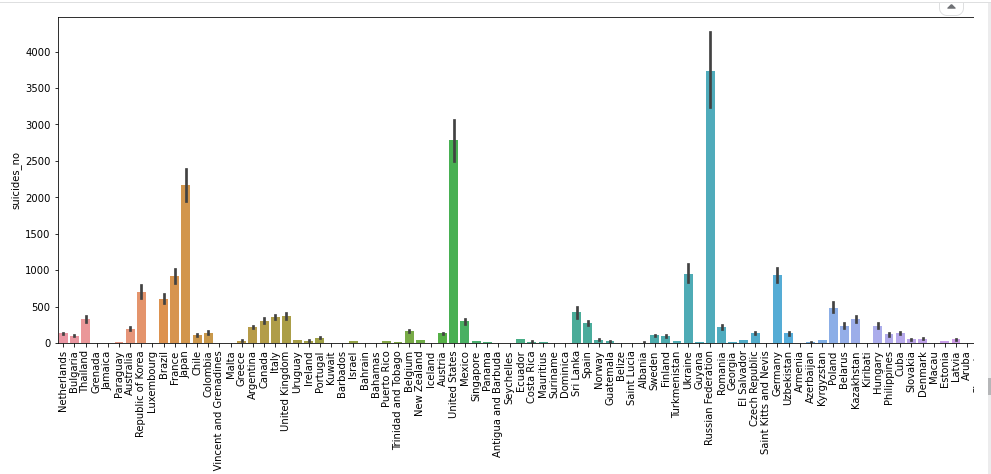 4000
3500
3000
2500
2000
1500
1000
500
0
suicides_no
Netherlands
Bulgaria
Thailand
Grenada
Jamaica
Paraguay
Australia
Republic of Korea
Luxembourg
Brazil
France
Japan
Chile
Colombia
Vincent and Grenadines
Malta
Greece
Argentina
Canada
Italy
United Kingdom
Uruguay
Ireland
Portugal
Kuwait
Barbados
Israel
Bahrain
Bahamas
Puerto Rico
Trinidad and Tobago
Belgium
New Zealand
Iceland
Austria
United States
Mexico
Singapore
Panama
Antigua and Barbuda
Seychelles
Ecuador
Costa Rica
Mauritius
Suriname
Dominica
Sri Lanka
Spain
Norway
Guatemala
Belize
Saint Lucia
Albania
Sweden
Finland
Turkmenistan
Ukraine
Guyana
Russian Federation
Romania
Georgia
El Salvador
Czech Republic
Saint Kitts and Nevis
Germany
Uzbekistan
Armenia
Azerbaijan
Kyrgyzstan
Poland
Belarus
Kazakhstan
Kiribati
Hungary
Philippines
Cuba
Slovakia
Denmark
Macau
Estonia
Latvia
Aruba